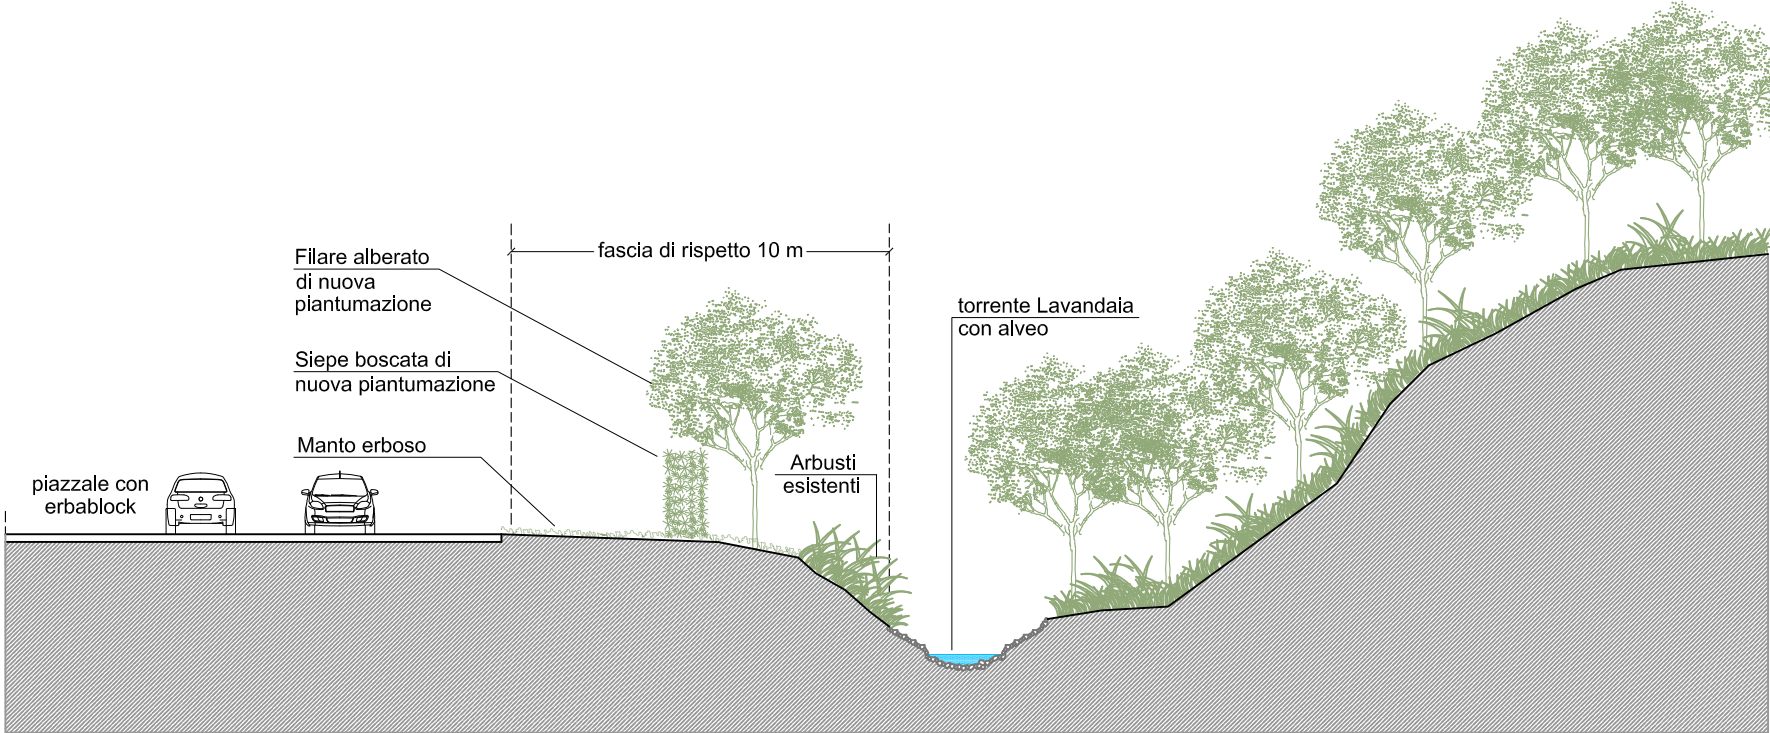 fascia di rispetto 10 m
Filare alberato
di nuova
piantumazione
Siepe boscata di
nuova piantumazione
Manto erboso
piazzale con
erbablock
Arbusti
esistenti
torrente Lavandaia
con alveo